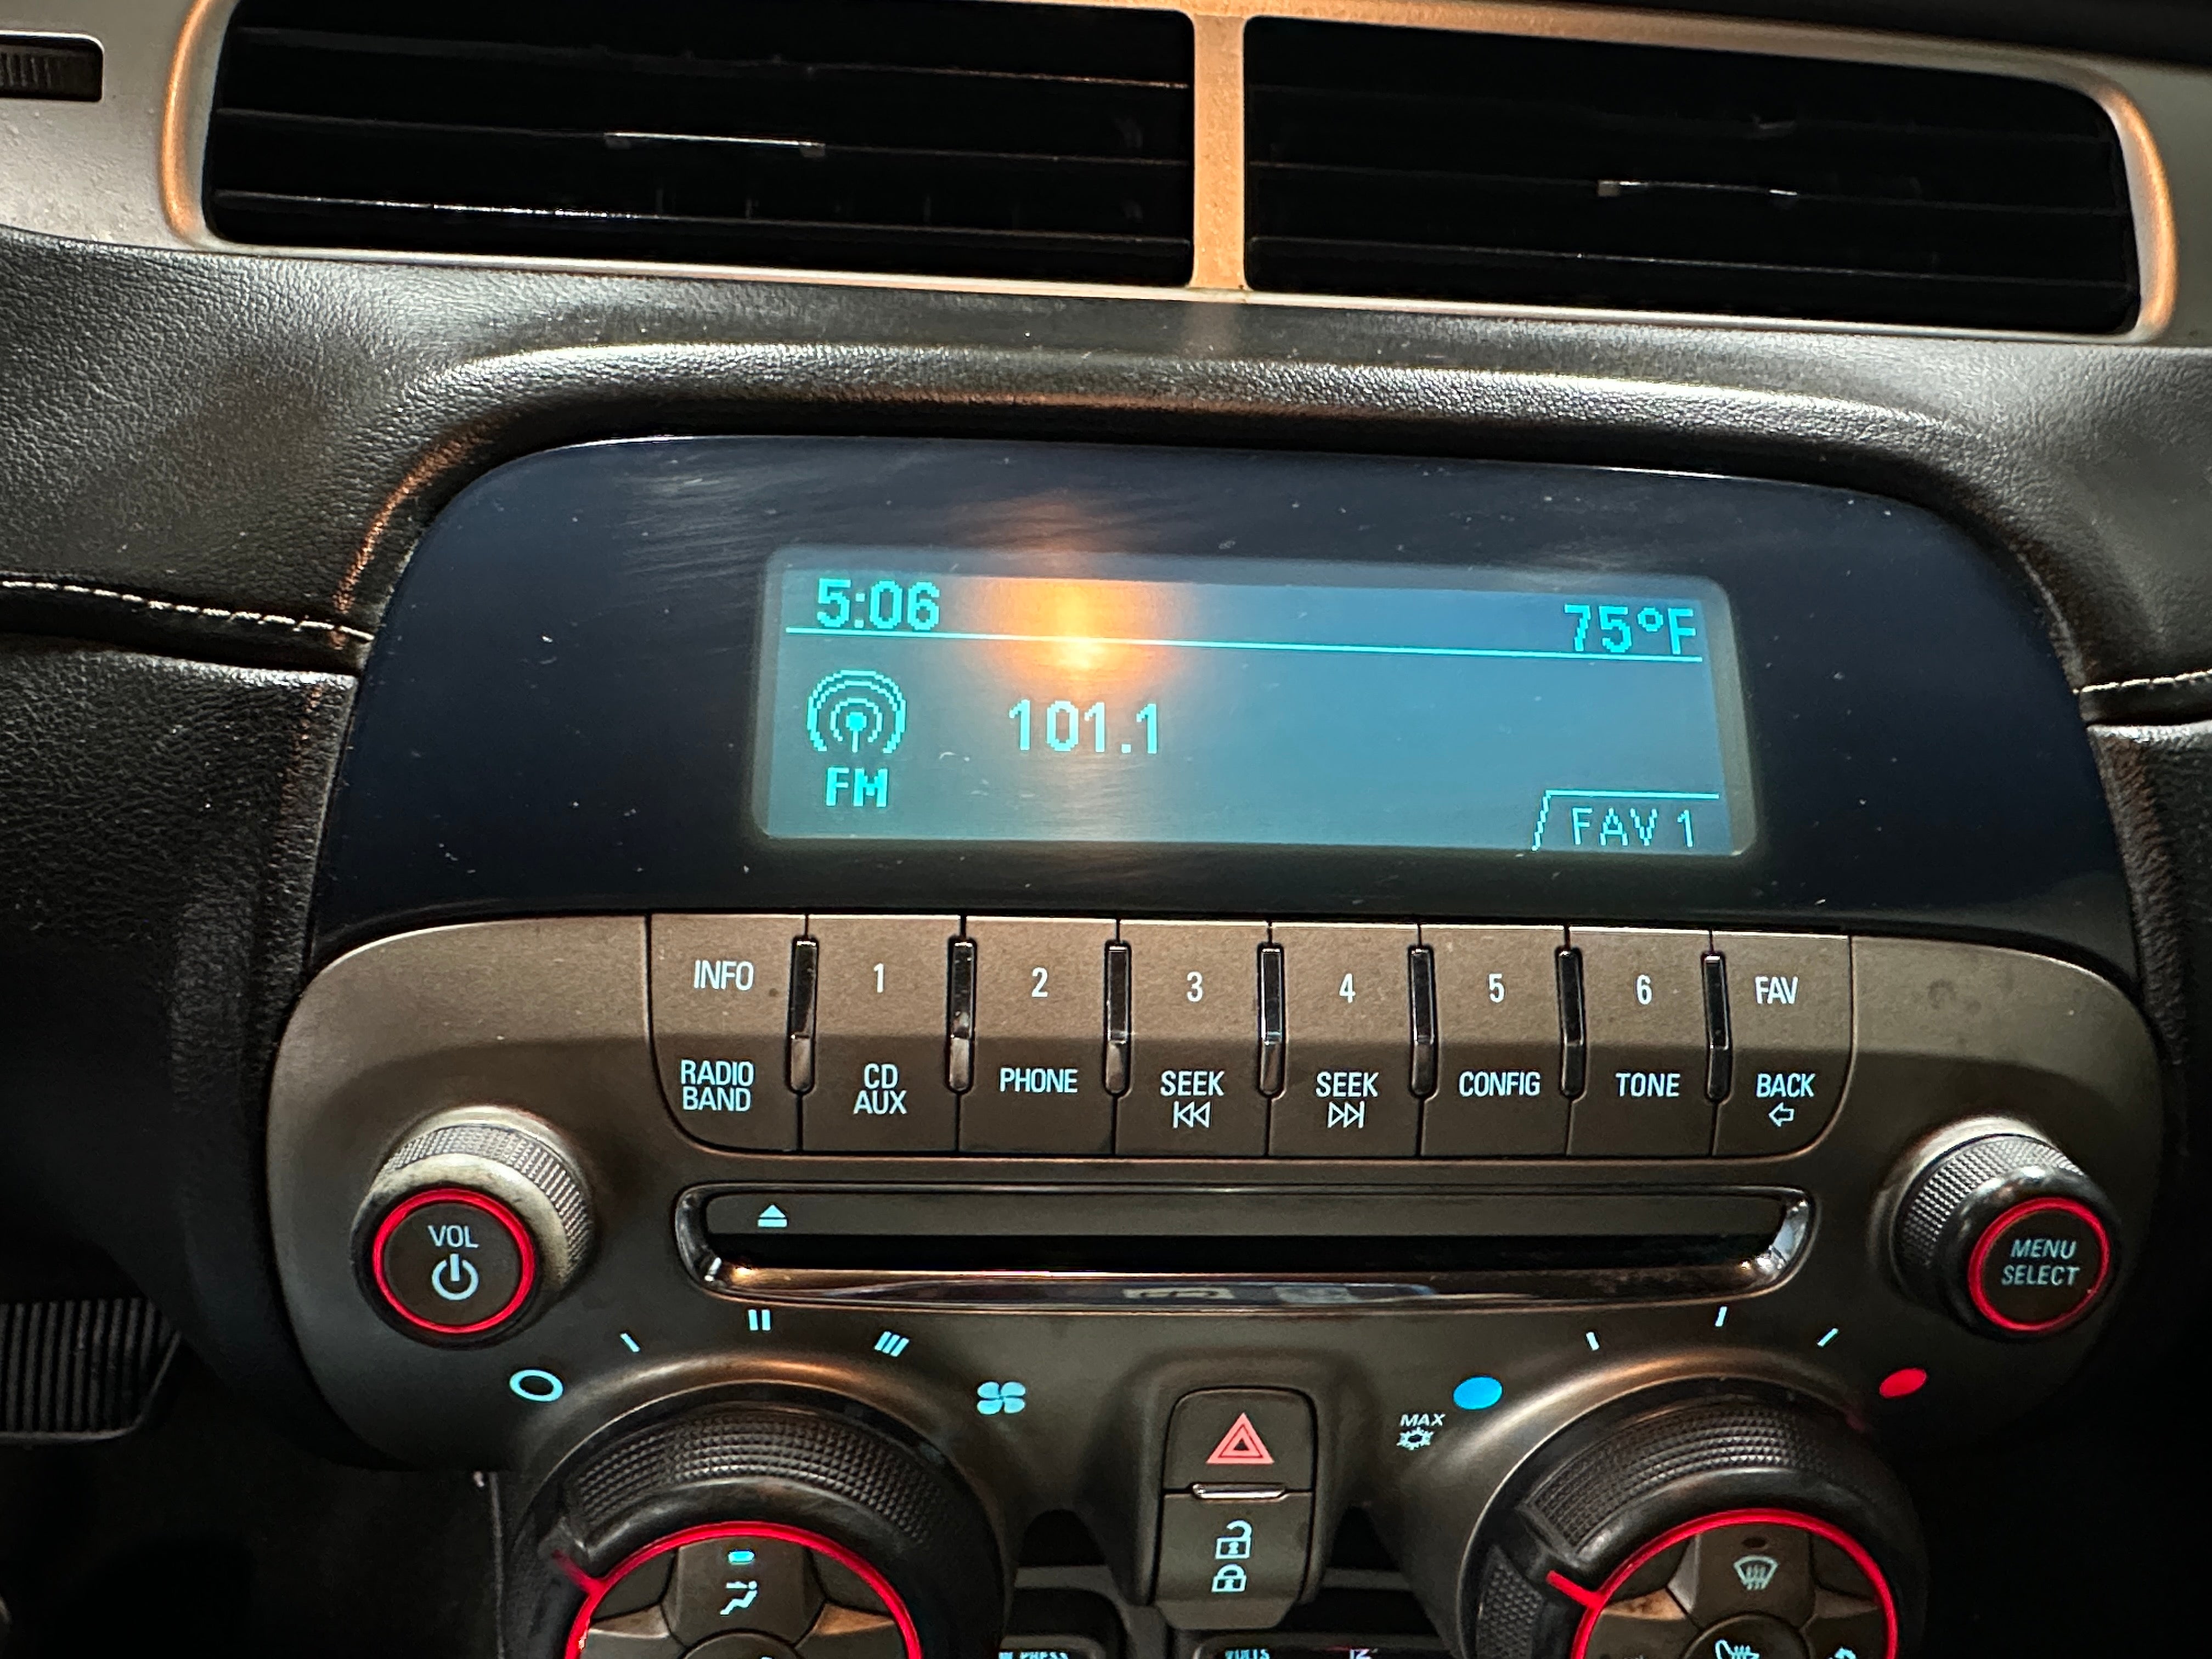 5:06 75°F
101.1
FM
FAV 1
INFO 1 2 3 4 5 6 FAV
RADIO BAND CD AUX PHONE SEEK SEEK CONFIG TONE BACK
VOL
MENU
SELECT
MAX